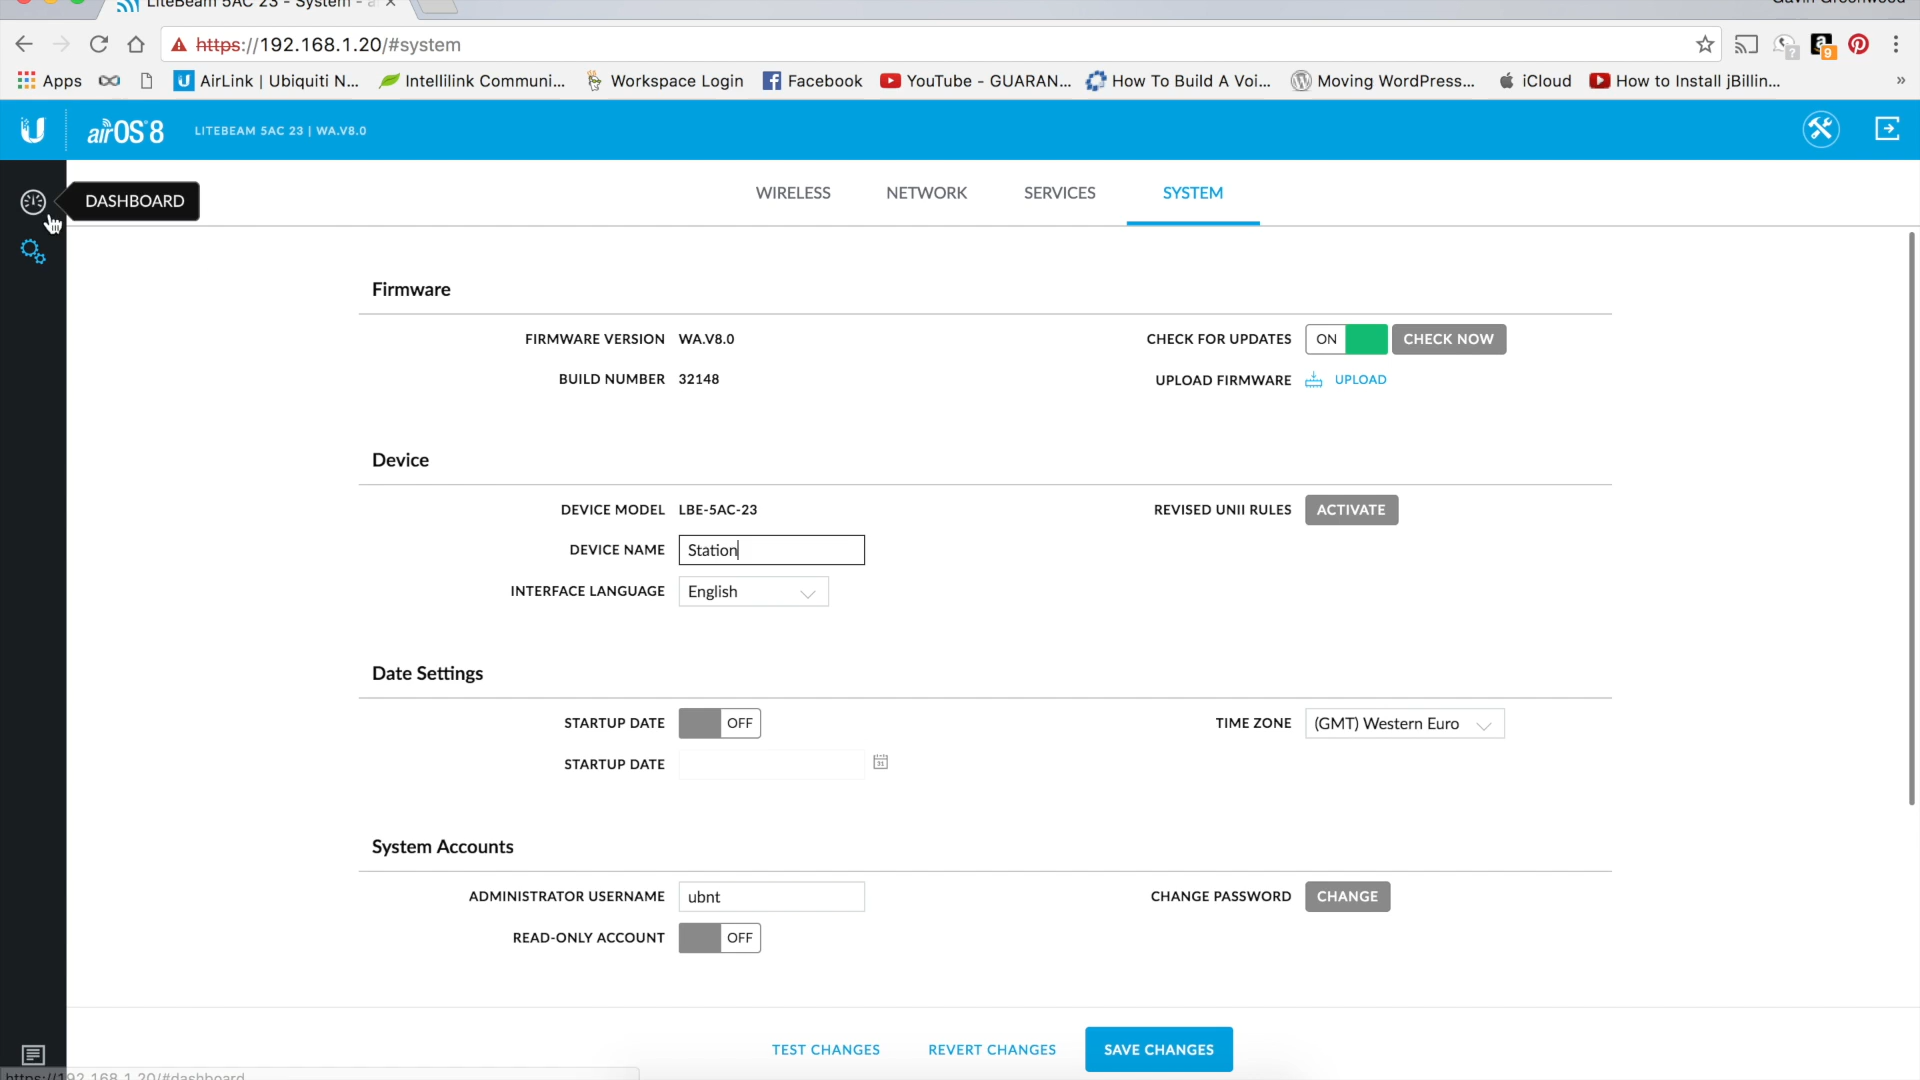 LiteBeam 5AC 23 - System - a
https://192.168.1.20/#system
Apps
AirLink | Ubiquiti N...
Intellilink Communi...
Workspace Login
Facebook
YouTube - GUARAN...
How To Build A Voi...
Moving WordPress...
iCloud
How to Install jBillin...
»
airOS 8
LITEBEAM 5AC 23 | WA.V8.0
DASHBOARD
WIRELESS
NETWORK
SERVICES
SYSTEM
Firmware
FIRMWARE VERSION WA.V8.0
CHECK FOR UPDATES ON CHECK NOW
BUILD NUMBER 32148
UPLOAD FIRMWARE UPLOAD
Device
DEVICE MODEL LBE-5AC-23
REVISED UNII RULES ACTIVATE
DEVICE NAME Station
INTERFACE LANGUAGE English
Date Settings
STARTUP DATE OFF
TIME ZONE (GMT) Western Euro
STARTUP DATE
System Accounts
ADMINISTRATOR USERNAME ubnt
CHANGE PASSWORD CHANGE
READ-ONLY ACCOUNT OFF
TEST CHANGES
REVERT CHANGES
SAVE CHANGES
https://192.168.1.20/#dashboard